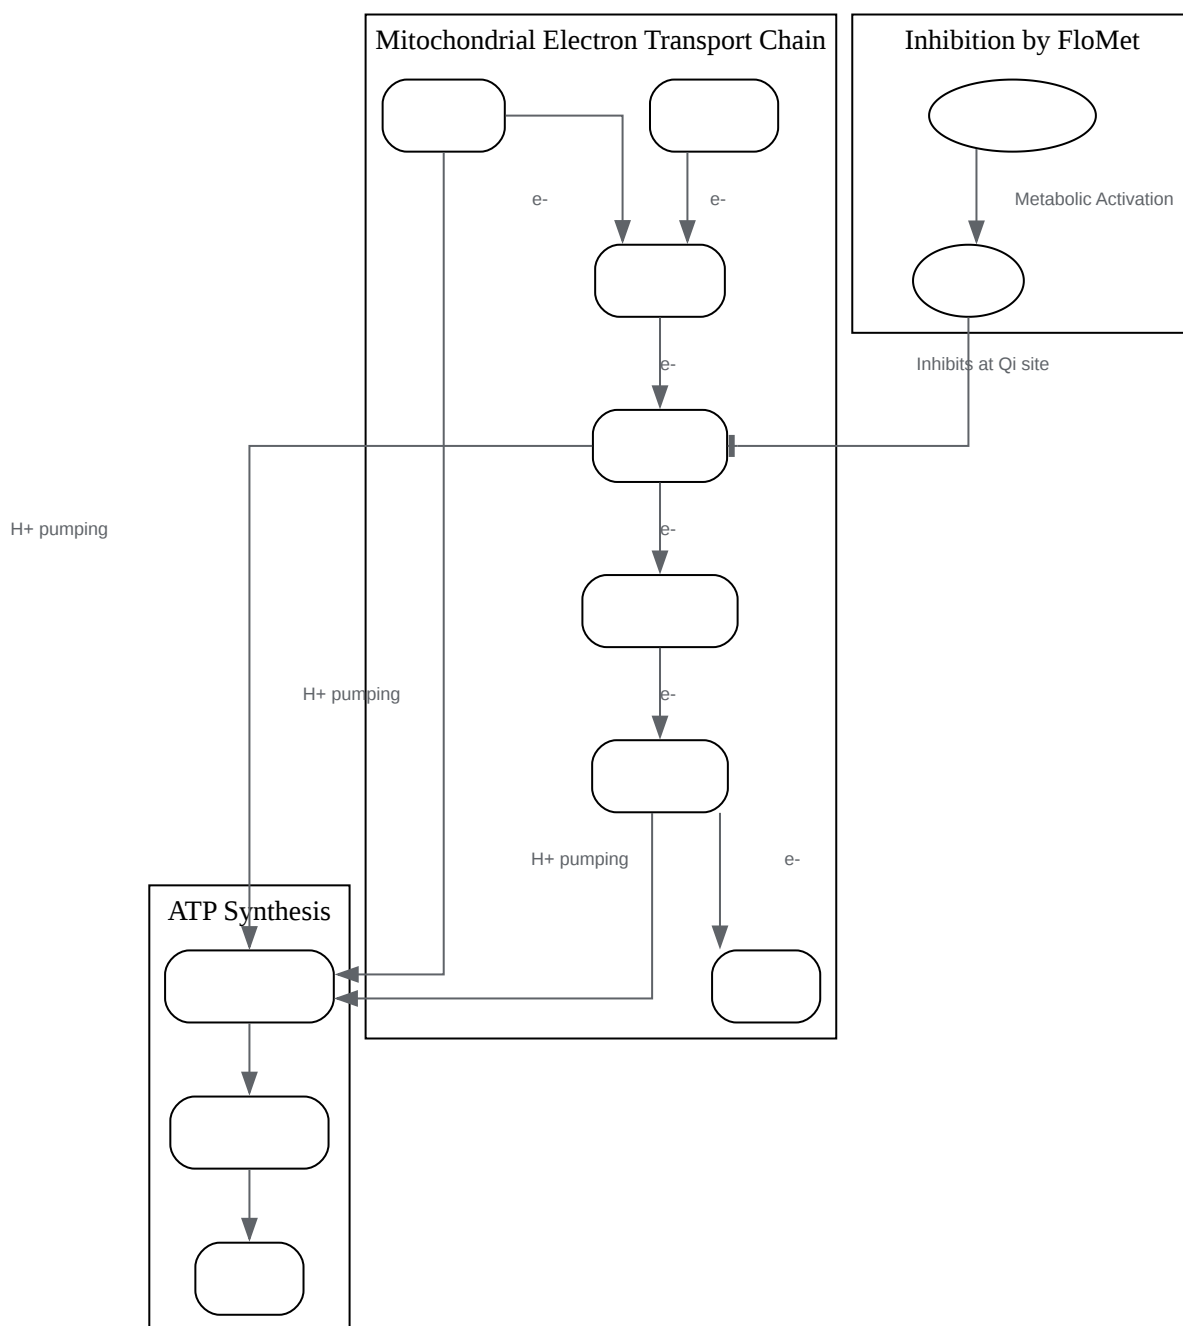 Mitochondrial Electron Transport Chain
Inhibition by FloMet
e-
e-
Metabolic Activation
e-
Inhibits at Qi site
H+ pumping
e-
H+ pumping
e-
H+ pumping
e-
ATP Synthesis